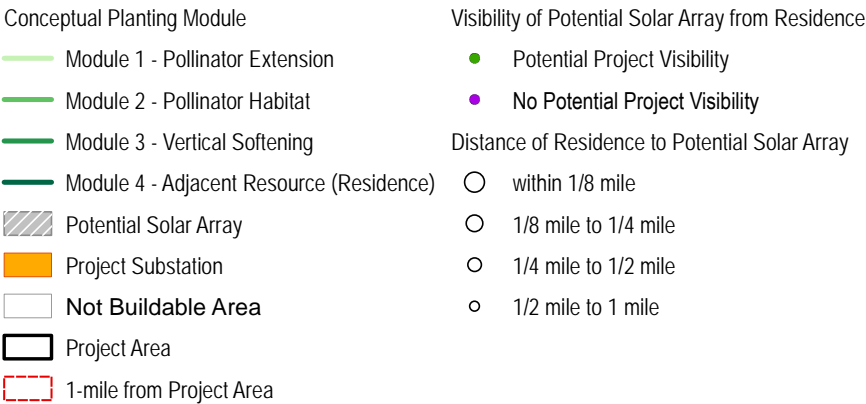 Conceptual Planting Module
Module 1 - Pollinator Extension
Module 2 - Pollinator Habitat
Module 3 - Vertical Softening
Module 4 - Adjacent Resource (Residence)
Potential Solar Array
Project Substation
Not Buildable Area
Project Area
1-mile from Project Area
Visibility of Potential Solar Array from Residence
Potential Project Visibility
No Potential Project Visibility
Distance of Residence to Potential Solar Array
within 1/8 mile
1/8 mile to 1/4 mile
1/4 mile to 1/2 mile
1/2 mile to 1 mile